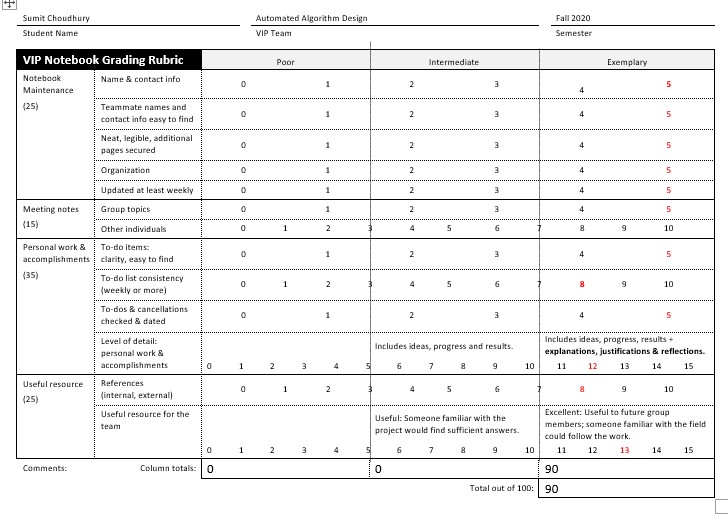 Sumit Choudhury Automated Algorithm Design Fall 2020
Student Name VIP Team Semester
VIP Notebook Grading Rubric Poor Intermediate Exemplary
Notebook Maintenance (25)
Name & contact info 0 1 2 3 4 5
Teammate names and contact info easy to find 0 1 2 3 4 5
Neat, legible, additional pages secured 0 1 2 3 4 5
Organization 0 1 2 3 4 5
Updated at least weekly 0 1 2 3 4 5
Meeting notes (15)
Group topics 0 1 2 3 4 5
Other individuals 0 1 2 3 4 5 6 7 8 9 10
Personal work & accomplishments (35)
To-do items: clarity, easy to find 0 1 2 3 4 5
To-do list consistency (weekly or more) 0 1 2 3 4 5 6 7 8 9 10
To-dos & cancellations checked & dated 0 1 2 3 4 5
Level of detail: personal work & accomplishments
Includes ideas, progress and results.
Includes ideas, progress, results + explanations, justifications & reflections.
0 1 2 3 4 5 6 7 8 9 10 11 12 13 14 15
Useful resource (25)
References (internal, external) 0 1 2 3 4 5 6 7 8 9 10
Useful resource for the team
Useful: Someone familiar with the project would find sufficient answers.
Excellent: Useful to future group members; someone familiar with the field could follow the work.
0 1 2 3 4 5 6 7 8 9 10 11 12 13 14 15
Comments: Column totals: 0 0 90
Total out of 100: 90